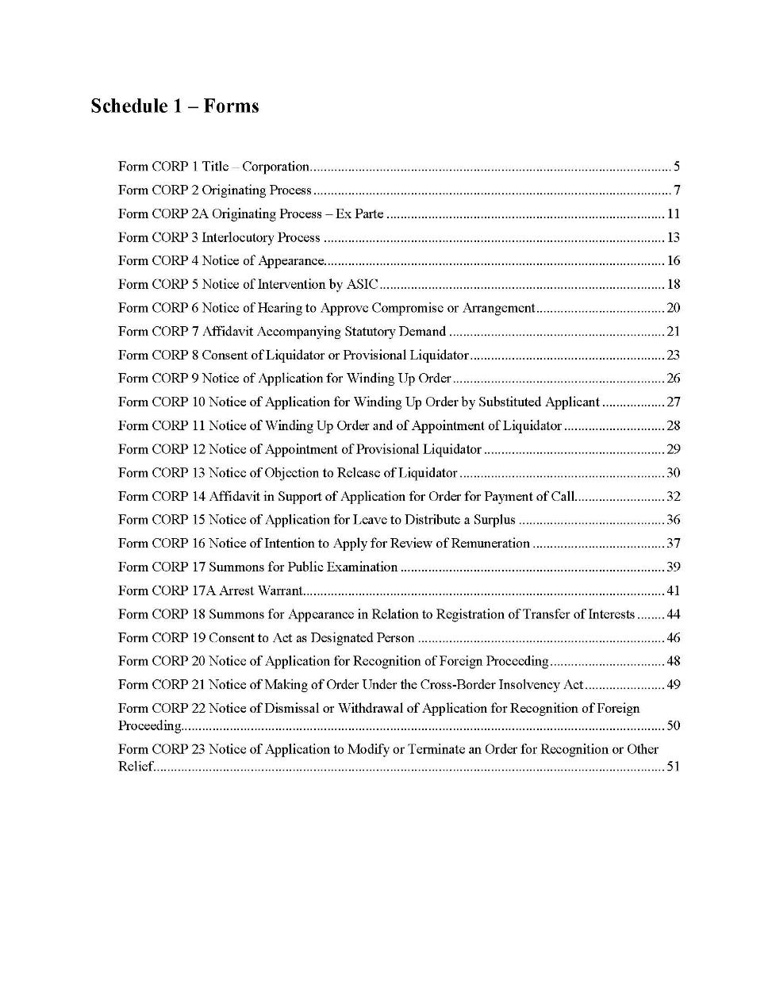 Schedule 1 – Forms
Form CORP 1 Title – Corporation.......................................................................................................5
Form CORP 2 Originating Process......................................................................................................7
Form CORP 2A Originating Process – Ex Parte ...............................................................................11
Form CORP 3 Interlocutory Process .................................................................................................13
Form CORP 4 Notice of Appearance.................................................................................................16
Form CORP 5 Notice of Intervention by ASIC.................................................................................18
Form CORP 6 Notice of Hearing to Approve Compromise or Arrangement.....................................20
Form CORP 7 Affidavit Accompanying Statutory Demand .............................................................21
Form CORP 8 Consent of Liquidator or Provisional Liquidator........................................................23
Form CORP 9 Notice of Application for Winding Up Order.............................................................26
Form CORP 10 Notice of Application for Winding Up Order by Substituted Applicant ..................27
Form CORP 11 Notice of Winding Up Order and of Appointment of Liquidator .............................28
Form CORP 12 Notice of Appointment of Provisional Liquidator ....................................................29
Form CORP 13 Notice of Objection to Release of Liquidator...........................................................30
Form CORP 14 Affidavit in Support of Application for Order for Payment of Call..........................32
Form CORP 15 Notice of Application for Leave to Distribute a Surplus ..........................................36
Form CORP 16 Notice of Intention to Apply for Review of Remuneration ......................................37
Form CORP 17 Summons for Public Examination ...........................................................................39
Form CORP 17A Arrest Warrant.......................................................................................................41
Form CORP 18 Summons for Appearance in Relation to Registration of Transfer of Interests........44
Form CORP 19 Consent to Act as Designated Person .......................................................................46
Form CORP 20 Notice of Application for Recognition of Foreign Proceeding.................................48
Form CORP 21 Notice of Making of Order Under the Cross-Border Insolvency Act.......................49
Form CORP 22 Notice of Dismissal or Withdrawal of Application for Recognition of Foreign
Proceeding..........................................................................................................................................50
Form CORP 23 Notice of Application to Modify or Terminate an Order for Recognition or Other
Relief..................................................................................................................................................51